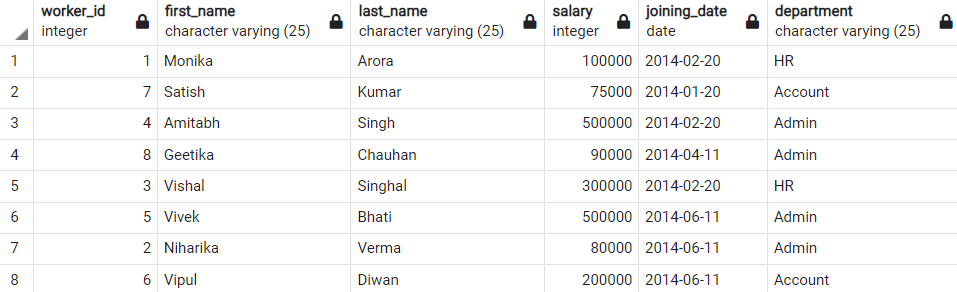 worker_id first_name last_name salary joining_date department
integer character varying (25) character varying (25) integer date character varying (25)
1 1 Monika Arora 100000 2014-02-20 HR
2 7 Satish Kumar 75000 2014-01-20 Account
3 4 Amitabh Singh 500000 2014-02-20 Admin
4 8 Geetika Chauhan 90000 2014-04-11 Admin
5 3 Vishal Singhal 300000 2014-02-20 HR
6 5 Vivek Bhati 500000 2014-06-11 Admin
7 2 Niharika Verma 80000 2014-06-11 Admin
8 6 Vipul Diwan 200000 2014-06-11 Account